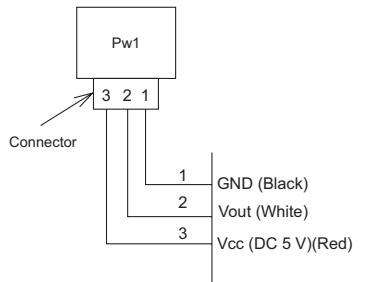 Pw1
3 2 1
Connector
1 GND (Black)
2 Vout (White)
3 Vcc (DC 5 V)(Red)